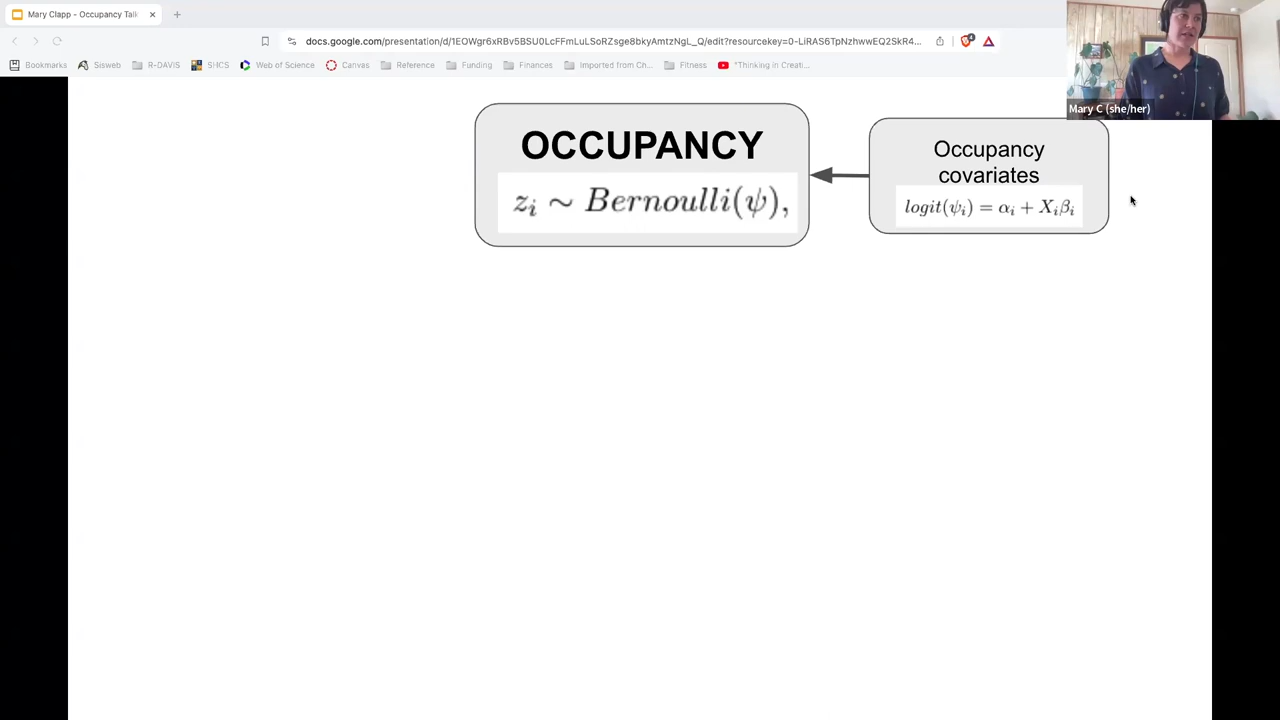 Mary Clapp - Occupancy Talk
docs.google.com/presentation/d/1EOWgr6xRBv5BSU0LcFFmLuLSoRZsge8bkyAmtzNgL_Q/edit?resourcekey=0-LiRAS6TpNzhwwEQ2SkR4...
4
Bookmarks Sisweb R-DAVIS SHCS Web of Science Canvas Reference Funding Finances Imported from Ch... Fitness "Thinking in Creati...
Mary C (she/her)
OCCUPANCY
z_i ∼ Bernoulli(ψ),
Occupancy
covariates
logit(ψ_i) = α_i + X_iβ_i